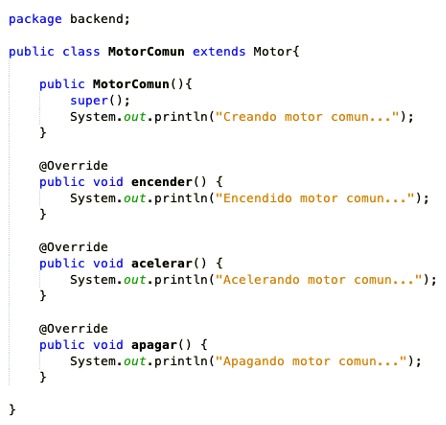 package backend;
public class MotorComun extends Motor{
public MotorComun(){
super();
System.out.println("Creando motor comun...");
}
@Override
public void encender() {
System.out.println("Encendido motor comun...");
}
@Override
public void acelerar() {
System.out.println("Acelerando motor comun...");
}
@Override
public void apagar() {
System.out.println("Apagando motor comun...");
}
}